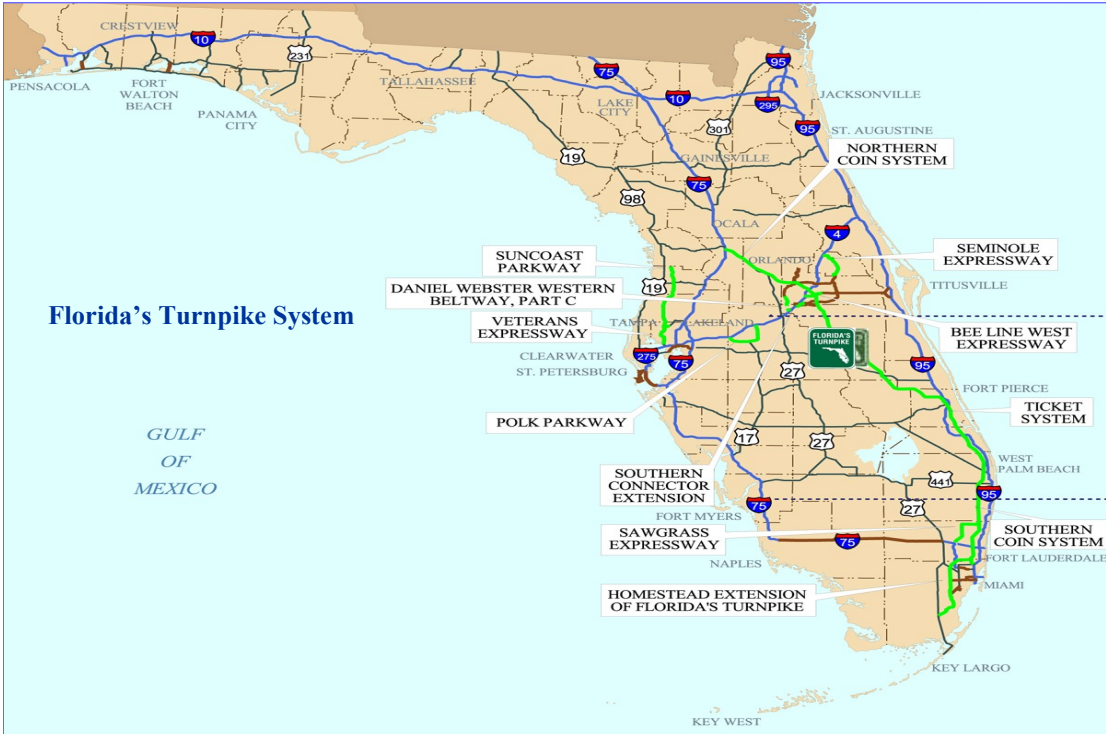 CRESTVIEW
10
231
75
95
PENSACOLA
FORT
WALTON
BEACH
PANAMA
CITY
TALLAHASSEE
LAKE
CITY
10
295
JACKSONVILLE
301
95
ST. AUGUSTINE
NORTHERN
COIN SYSTEM
19
GAINESVILLE
75
98
OCALA
4
SUNCOAST
PARKWAY
ORLANDO
SEMINOLE
EXPRESSWAY
19
DANIEL WEBSTER WESTERN
BELTWAY, PART C
TITUSVILLE
Florida's Turnpike System
VETERANS
EXPRESSWAY
TAMPA
LAKELAND
BEE LINE WEST
EXPRESSWAY
FLORIDA'S
TURNPIKE
CLEARWATER
275
75
ST. PETERSBURG
27
95
FORT PIERCE
POLK PARKWAY
TICKET
SYSTEM
GULF
OF
MEXICO
17
27
WEST
PALM BEACH
SOUTHERN
CONNECTOR
EXTENSION
441
95
75
27
FORT MYERS
SAWGRASS
EXPRESSWAY
75
SOUTHERN
COIN SYSTEM
FORT LAUDERDALE
NAPLES
MIAMI
HOMESTEAD EXTENSION
OF FLORIDA'S TURNPIKE
KEY LARGO
KEY WEST